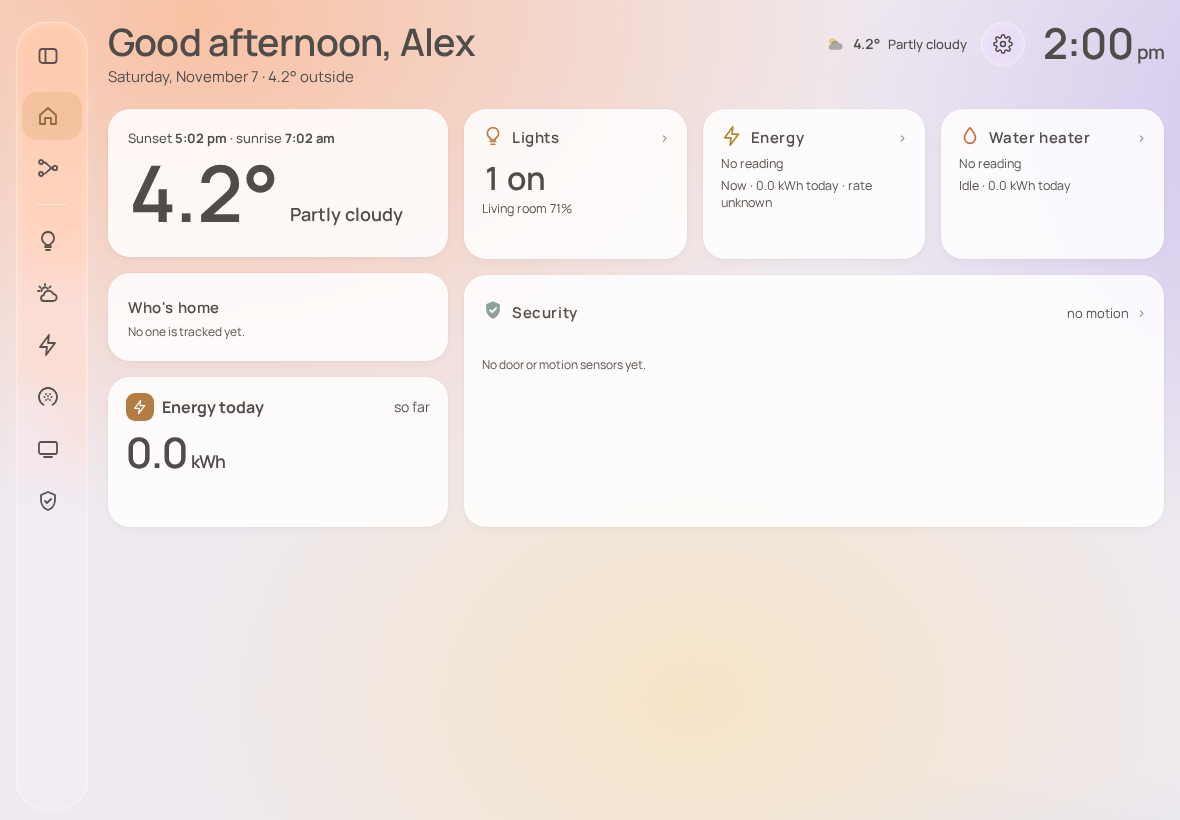 Good afternoon, Alex
Saturday, November 7 · 4.2° outside
4.2° Partly cloudy
2:00 pm
Sunset 5:02 pm · sunrise 7:02 am
4.2° Partly cloudy
Lights
1 on
Living room 71%
Energy
No reading
Now · 0.0 kWh today · rate
unknown
Water heater
No reading
Idle · 0.0 kWh today
Who's home
No one is tracked yet.
Security
no motion
No door or motion sensors yet.
Energy today
so far
0.0 kWh